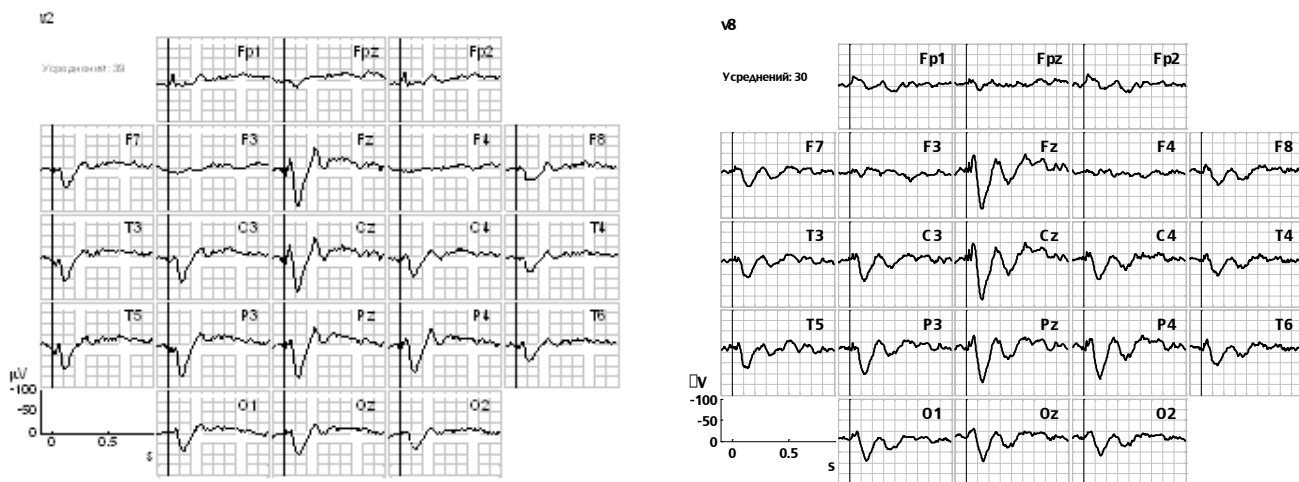 v2
Усреднений: 39
Fp1 Fpz Fp2
F7 F3 Fz F4 F8
T3 C3 Cz C4 T4
T5 P3 Pz P4 T6
μV
-100
-50
0
O1 Oz O2
0 0.5
s
v8
Усреднений: 30
Fp1 Fpz Fp2
F7 F3 Fz F4 F8
T3 C3 Cz C4 T4
T5 P3 Pz P4 T6
▯V
-100
-50
0
O1 Oz O2
0 0.5
s